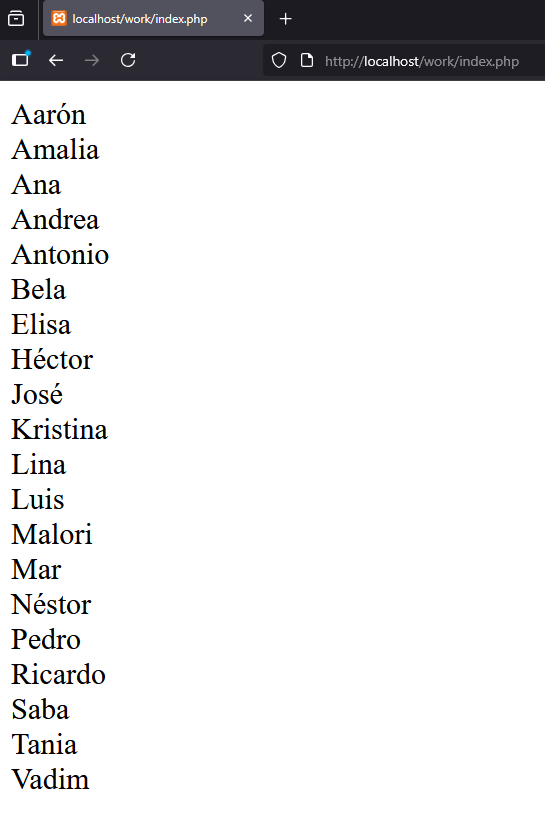 localhost/work/index.php
http://localhost/work/index.php
Aarón
Amalia
Ana
Andrea
Antonio
Bela
Elisa
Héctor
José
Kristina
Lina
Luis
Malori
Mar
Néstor
Pedro
Ricardo
Saba
Tania
Vadim